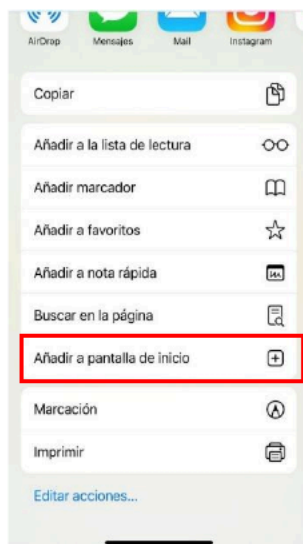 AirDrop Mensajes Mail Instagram
Copiar
Añadir a la lista de lectura
Añadir marcador
Añadir a favoritos
Añadir a nota rápida
Buscar en la página
Añadir a pantalla de inicio
Marcación
Imprimir
Editar acciones...